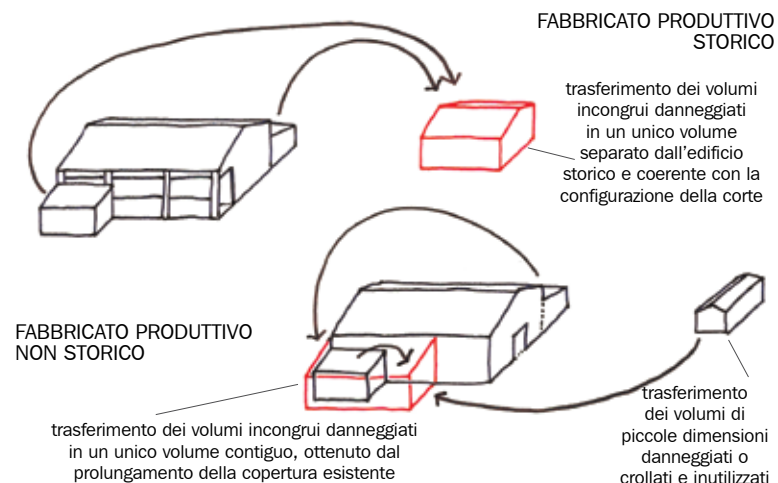 FABBRICATO PRODUTTIVO
STORICO
trasferimento dei volumi
incongrui danneggiati
in un unico volume
separato dall'edificio
storico e coerente con la
configurazione della corte
FABBRICATO PRODUTTIVO
NON STORICO
trasferimento dei volumi incongrui danneggiati
in un unico volume contiguo, ottenuto dal
prolungamento della copertura esistente
trasferimento
dei volumi di
piccole dimensioni
danneggiati o
crollati e inutilizzati